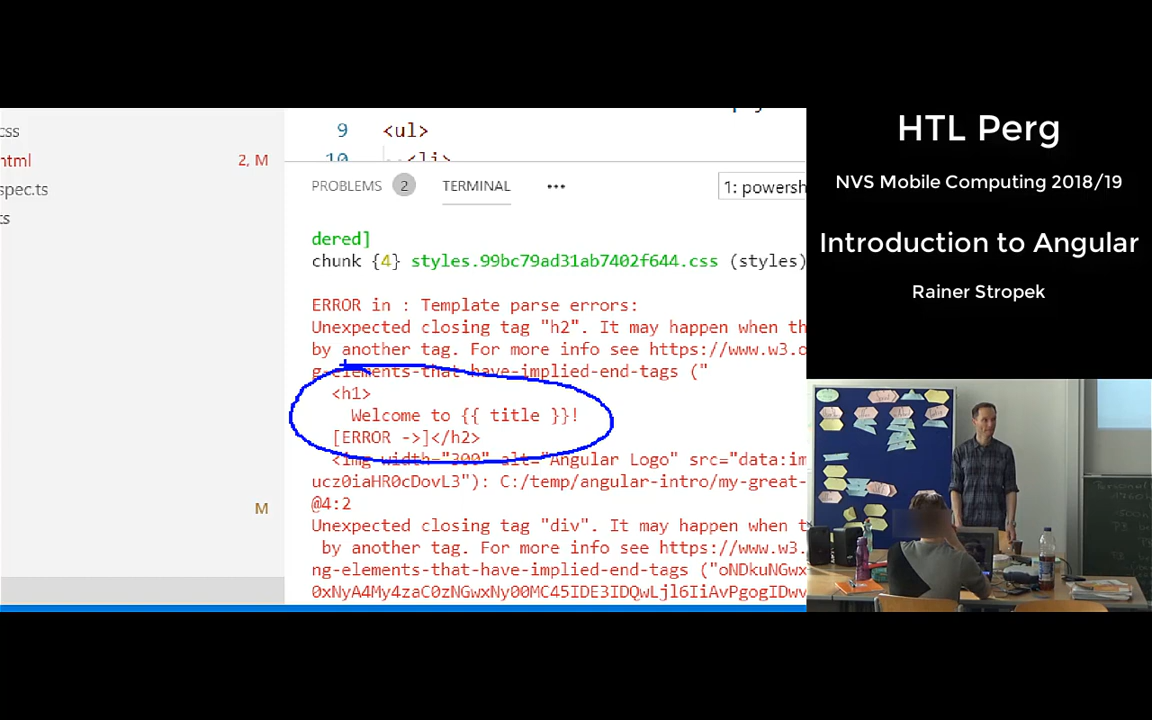 css
html
2, M
spec.ts
ts
M
9
<ul>
10
<li>
PROBLEMS 2 TERMINAL •••
1: powersh
dered]
chunk {4} styles.99bc79ad31ab7402f644.css (styles)
ERROR in : Template parse errors:
Unexpected closing tag "h2". It may happen when th
by another tag. For more info see https://www.w3.o
g-elements-that-have-implied-end-tags ("
<h1>
Welcome to {{ title }}!
[ERROR ->]</h2>
<img width="300" alt="Angular Logo" src="data:im
ucz0iaHR0cDovL3"): C:/temp/angular-intro/my-great-
@4:2
Unexpected closing tag "div". It may happen when t
by another tag. For more info see https://www.w3.
ng-elements-that-have-implied-end-tags ("oNDkuNGwx
0xNyA4My4zaC0zNGwxNy00MC45IDE3IDQwLjl6IiAvPgogIDwv
HTL Perg
NVS Mobile Computing 2018/19
Introduction to Angular
Rainer Stropek